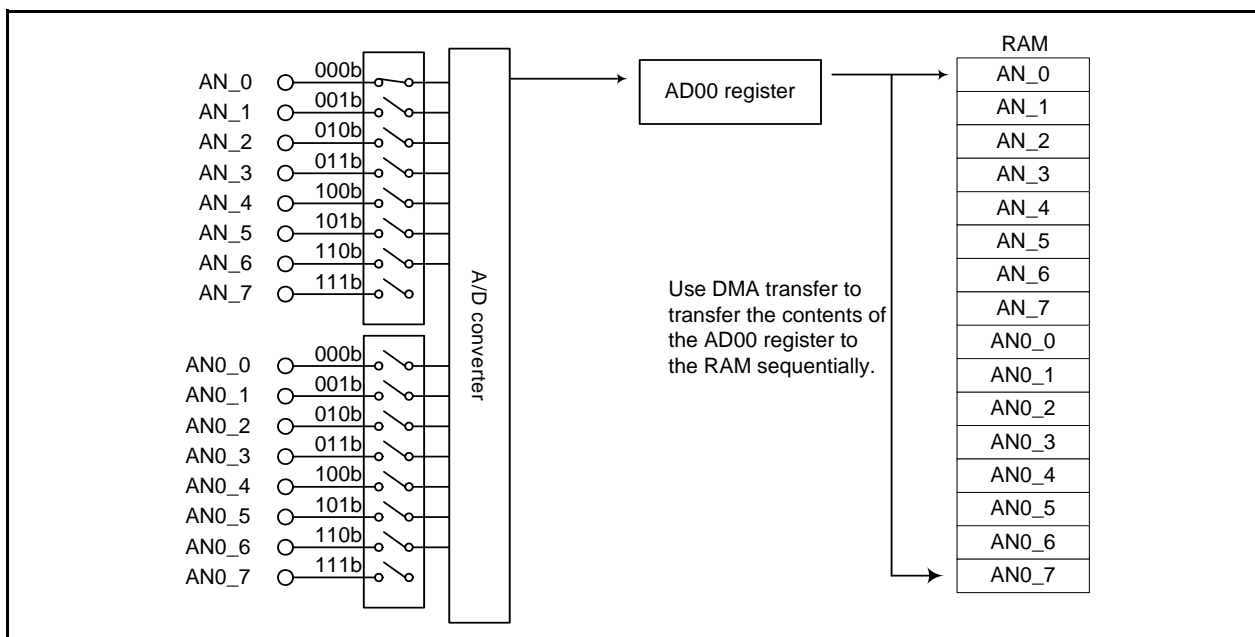 AN_0 000b
AN_1 001b
AN_2 010b
AN_3 011b
AN_4 100b
AN_5 101b
AN_6 110b
AN_7 111b
AN0_0 000b
AN0_1 001b
AN0_2 010b
AN0_3 011b
AN0_4 100b
AN0_5 101b
AN0_6 110b
AN0_7 111b
A/D converter
AD00 register
Use DMA transfer to
transfer the contents of
the AD00 register to
the RAM sequentially.
RAM
AN_0
AN_1
AN_2
AN_3
AN_4
AN_5
AN_6
AN_7
AN0_0
AN0_1
AN0_2
AN0_3
AN0_4
AN0_5
AN0_6
AN0_7